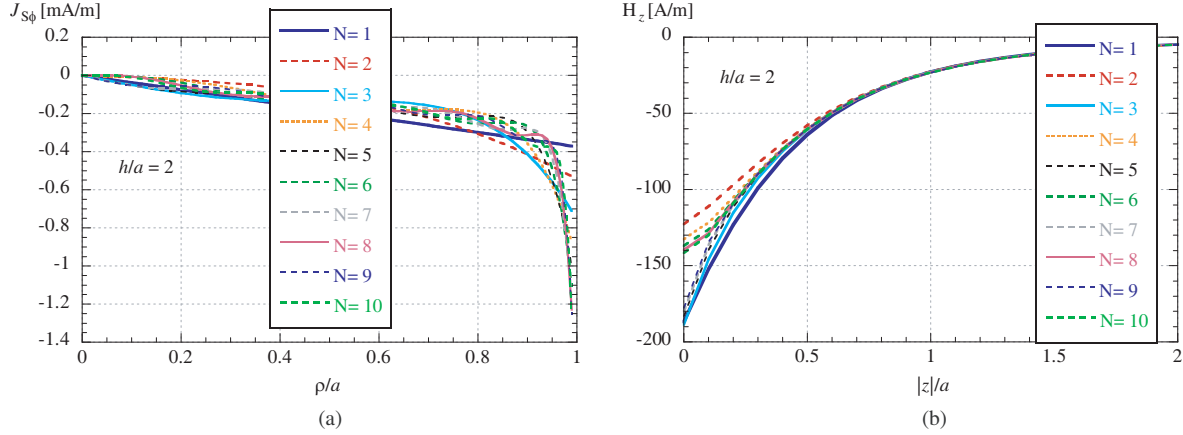 J_Sϕ [mA/m]
0.2
0
-0.2
-0.4
-0.6
-0.8
-1
-1.2
-1.4
0
0.2
0.4
0.6
0.8
1
ρ/a
h/a = 2
N= 1
N= 2
N= 3
N= 4
N= 5
N= 6
N= 7
N= 8
N= 9
N= 10
(a)
H_z [A/m]
0
-50
-100
-150
-200
0
0.5
1
1.5
2
|z|/a
h/a = 2
N= 1
N= 2
N= 3
N= 4
N= 5
N= 6
N= 7
N= 8
N= 9
N= 10
(b)